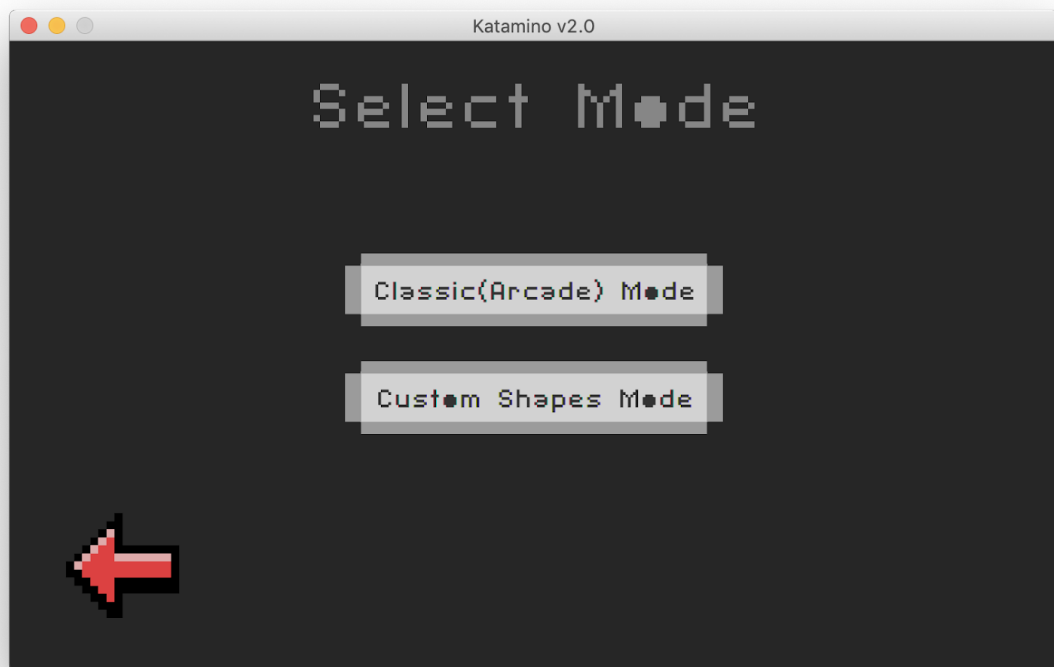 Katamino v2.0
Select Mode
Classic(Arcade) Mode
Custom Shapes Mode